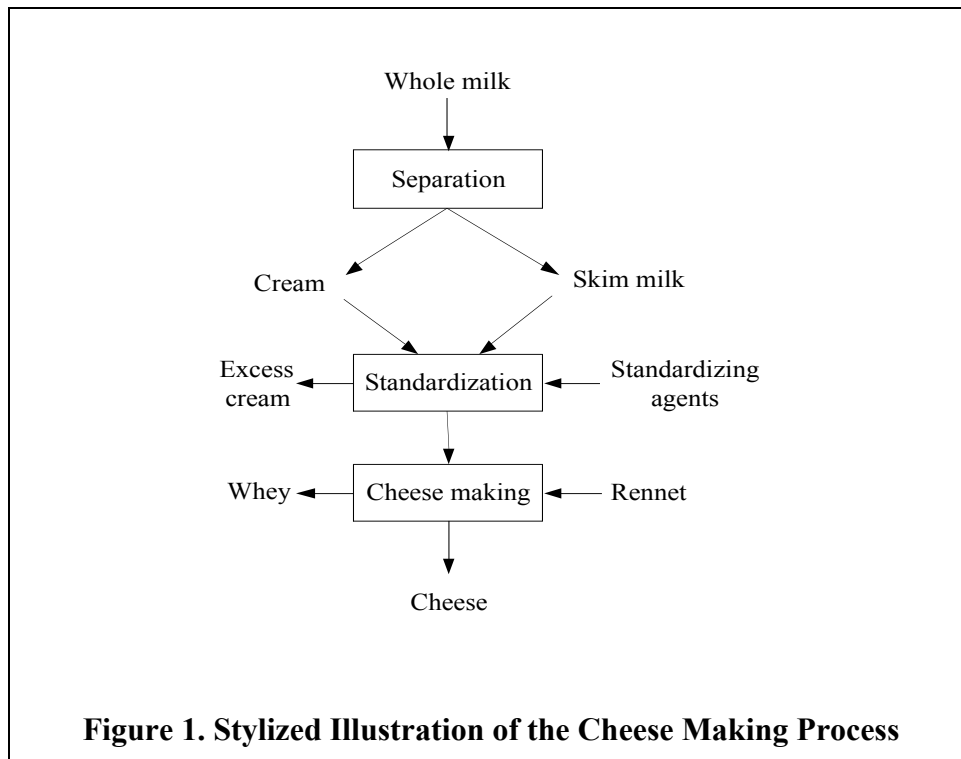 Whole milk
Separation
Cream
Skim milk
Excess
cream
Standardization
Standardizing
agents
Whey
Cheese making
Rennet
Cheese
Figure 1. Stylized Illustration of the Cheese Making Process